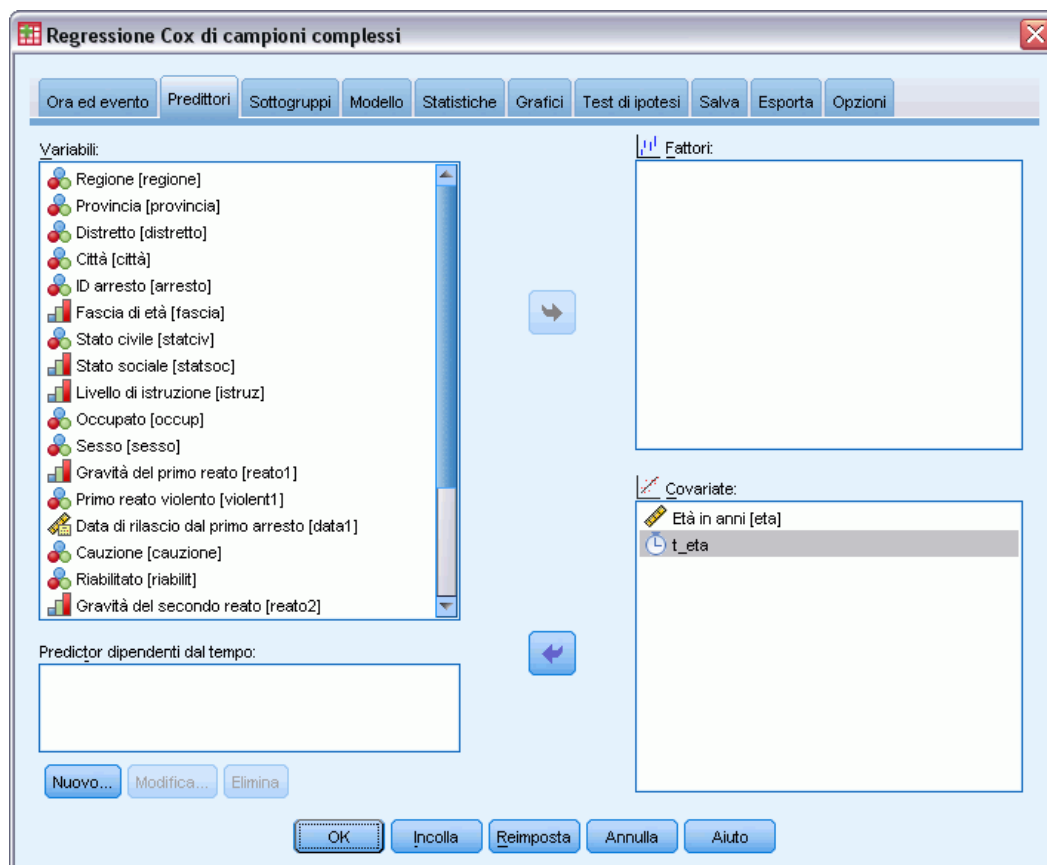 Regressione Cox di campioni complessi
Ora ed evento Predittori Sottogruppi Modello Statistiche Grafici Test di ipotesi Salva Esporta Opzioni
Variabili:
Regione [regione]
Provincia [provincia]
Distretto [distretto]
Città [città]
ID arresto [arresto]
Fascia di età [fascia]
Stato civile [statciv]
Stato sociale [statsoc]
Livello di istruzione [istruz]
Occupato [occup]
Sesso [sesso]
Gravità del primo reato [reato1]
Primo reato violento [violent1]
Data di rilascio dal primo arresto [data1]
Cauzione [cauzione]
Riabilitato [riabilit]
Gravità del secondo reato [reato2]
Predictor dipendenti dal tempo:
Nuovo... Modifica... Elimina
Fattori:
Covariate:
Età in anni [eta]
t_eta
OK Incolla Reimposta Annulla Aiuto